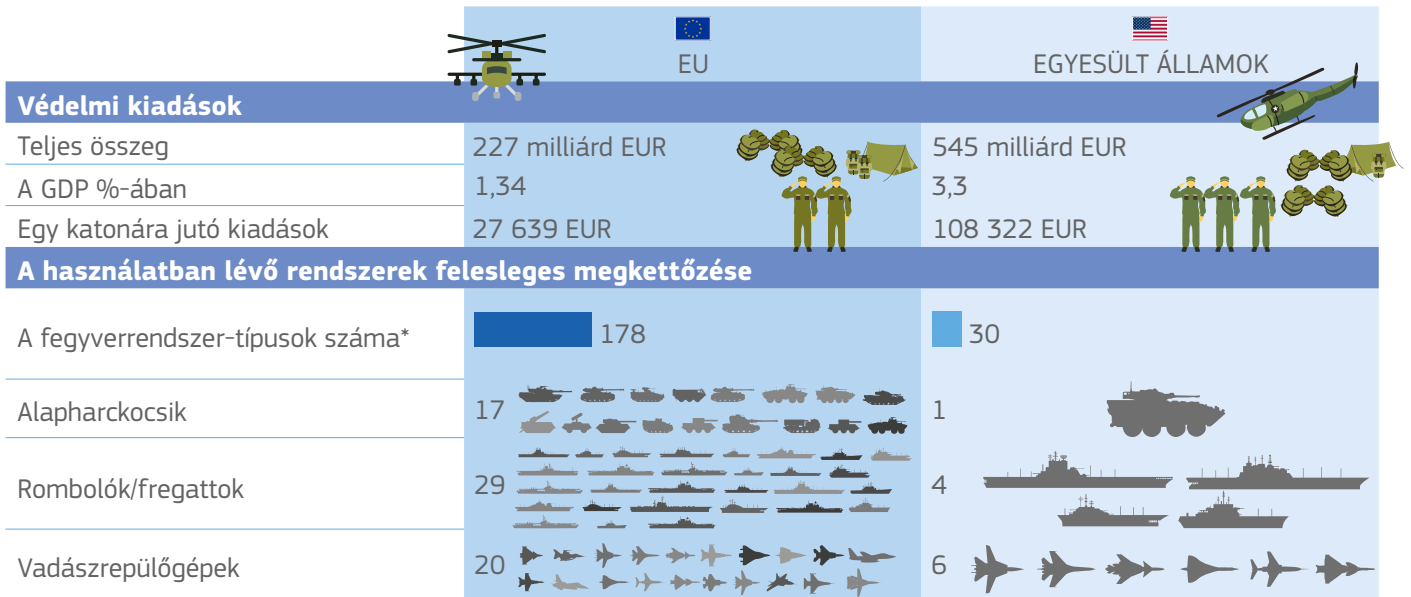 EU
EGYESÜLT ÁLLAMOK
Védelmi kiadások
Teljes összeg 227 milliárd EUR 545 milliárd EUR
A GDP %-ában 1,34 3,3
Egy katonára jutó kiadások 27 639 EUR 108 322 EUR
A használatban lévő rendszerek felesleges megkettőzése
A fegyverrendszer-típusok száma* 178 30
Alapharckocsik 17 1
Rombolók/fregattok 29 4
Vadászrepülőgépek 20 6